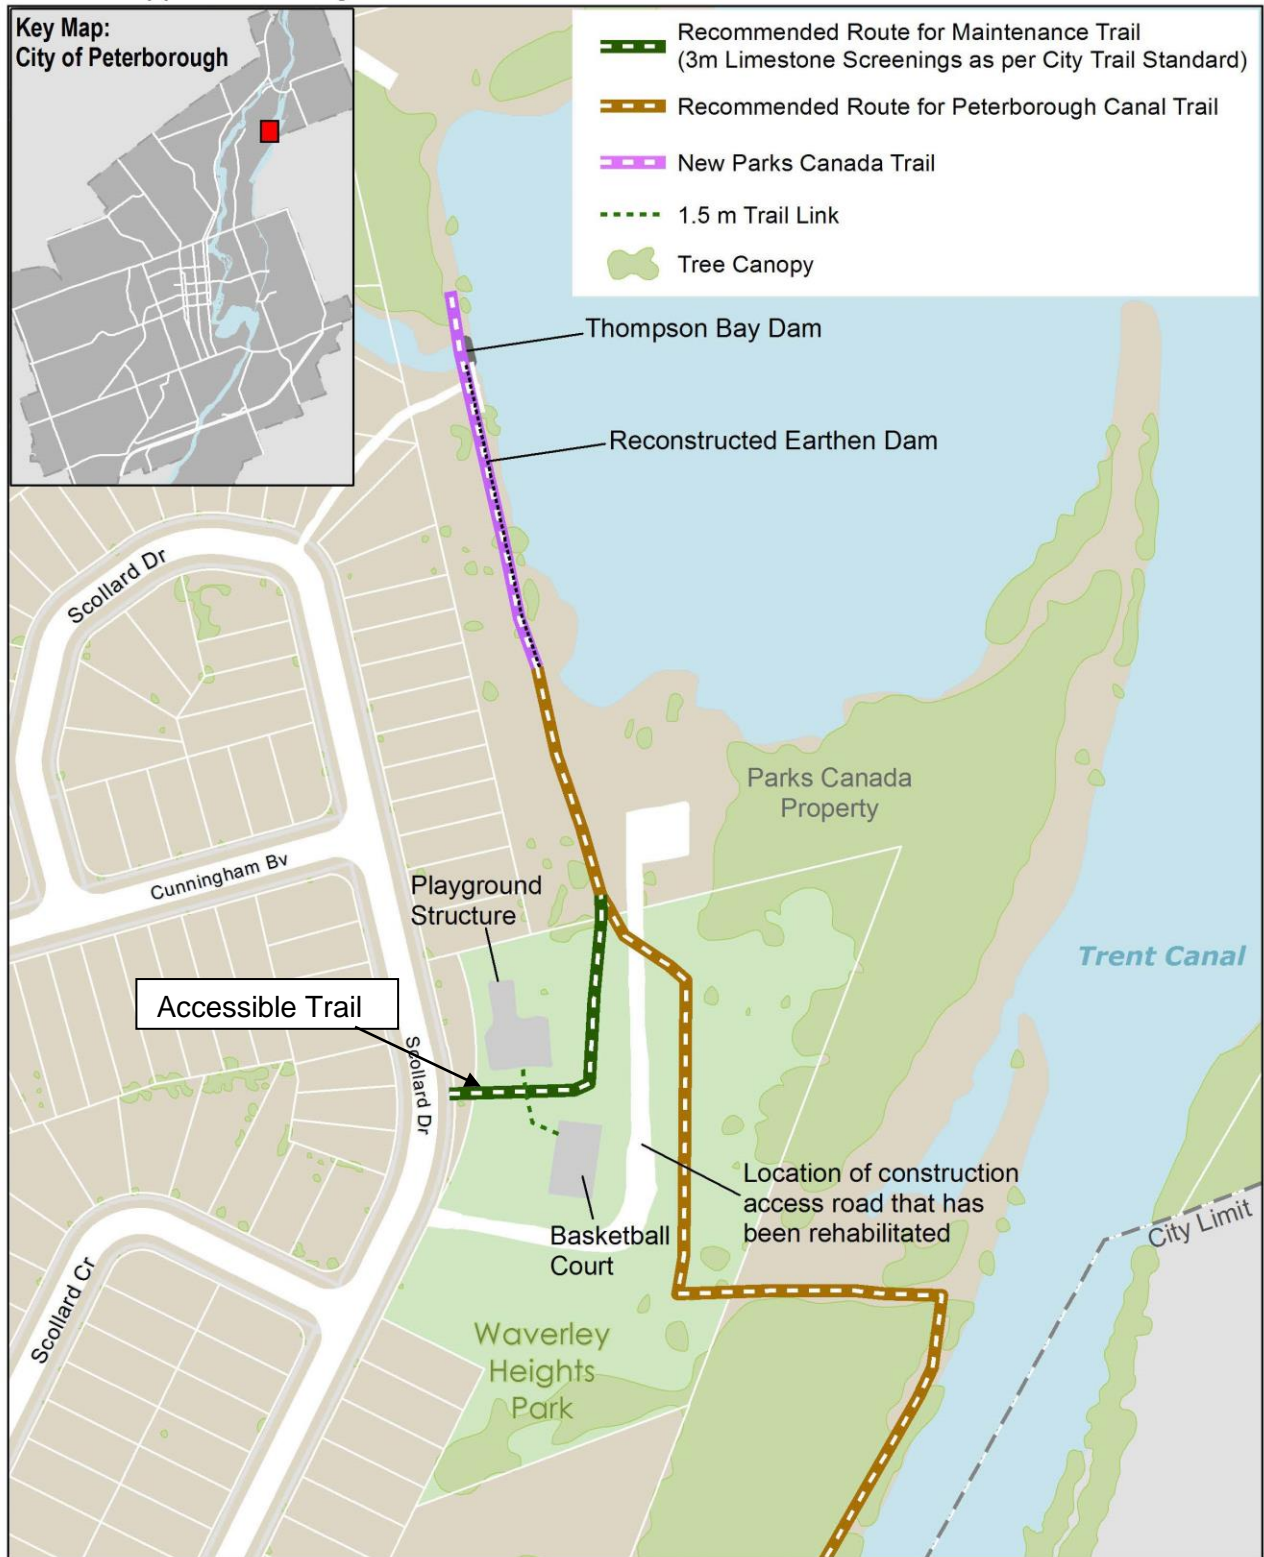 Key Map:
City of Peterborough
Recommended Route for Maintenance Trail
(3m Limestone Screenings as per City Trail Standard)
Recommended Route for Peterborough Canal Trail
New Parks Canada Trail
1.5 m Trail Link
Tree Canopy
Thompson Bay Dam
Reconstructed Earthen Dam
Scollard Dr
Parks Canada
Property
Cunningham Bv
Playground
Structure
Trent Canal
Accessible Trail
Scollard Dr
Location of construction
access road that has
been rehabilitated
City Limit
Basketball
Court
Scollard Cr
Waverley
Heights
Park